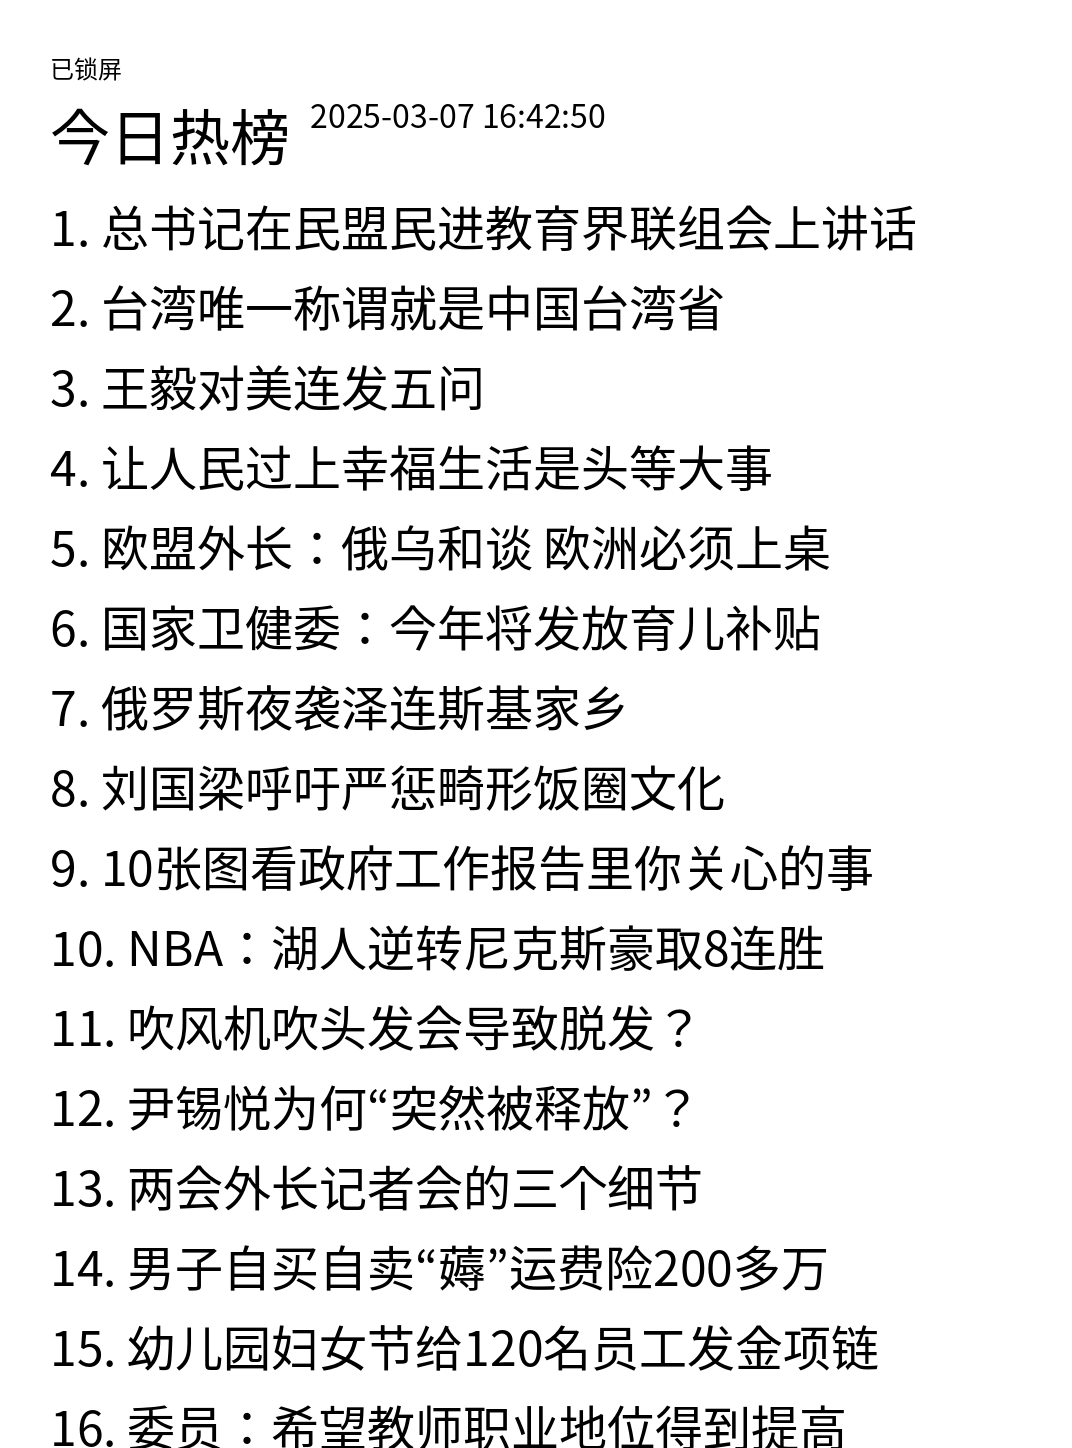 已锁屏
今日热榜 2025-03-07 16:42:50
1. 总书记在民盟民进教育界联组会上讲话
2. 台湾唯一称谓就是中国台湾省
3. 王毅对美连发五问
4. 让人民过上幸福生活是头等大事
5. 欧盟外长：俄乌和谈 欧洲必须上桌
6. 国家卫健委：今年将发放育儿补贴
7. 俄罗斯夜袭泽连斯基家乡
8. 刘国梁呼吁严惩畸形饭圈文化
9. 10张图看政府工作报告里你关心的事
10. NBA：湖人逆转尼克斯豪取8连胜
11. 吹风机吹头发会导致脱发？
12. 尹锡悦为何“突然被释放”？
13. 两会外长记者会的三个细节
14. 男子自买自卖“薅”运费险200多万
15. 幼儿园妇女节给120名员工发金项链
16. 委员：希望教师职业地位得到提高